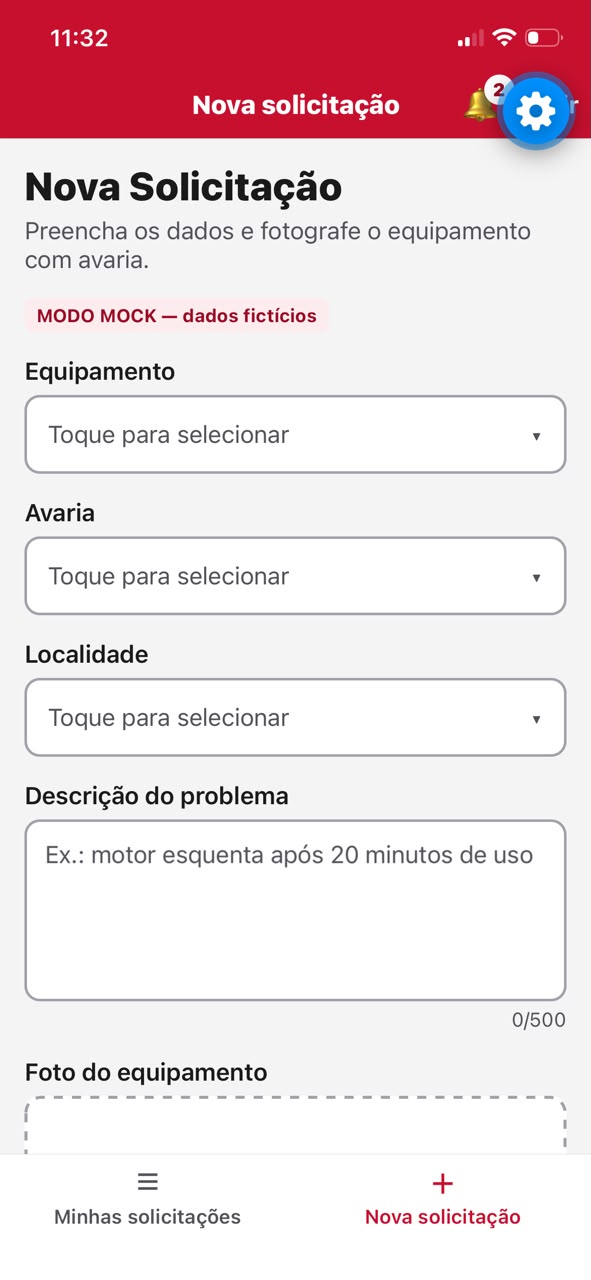 11:32
Nova solicitação
2
Nova Solicitação
Preencha os dados e fotografe o equipamento
com avaria.
MODO MOCK — dados fictícios
Equipamento
Toque para selecionar
Avaria
Toque para selecionar
Localidade
Toque para selecionar
Descrição do problema
Ex.: motor esquenta após 20 minutos de uso
0/500
Foto do equipamento
Minhas solicitações
Nova solicitação